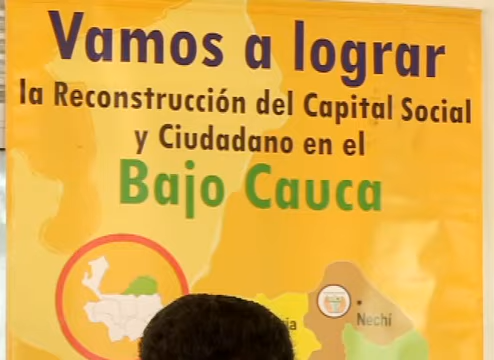 Vamos a lograr
la Reconstrucción del Capital Social
y Ciudadano en el
Bajo Cauca
Nechí